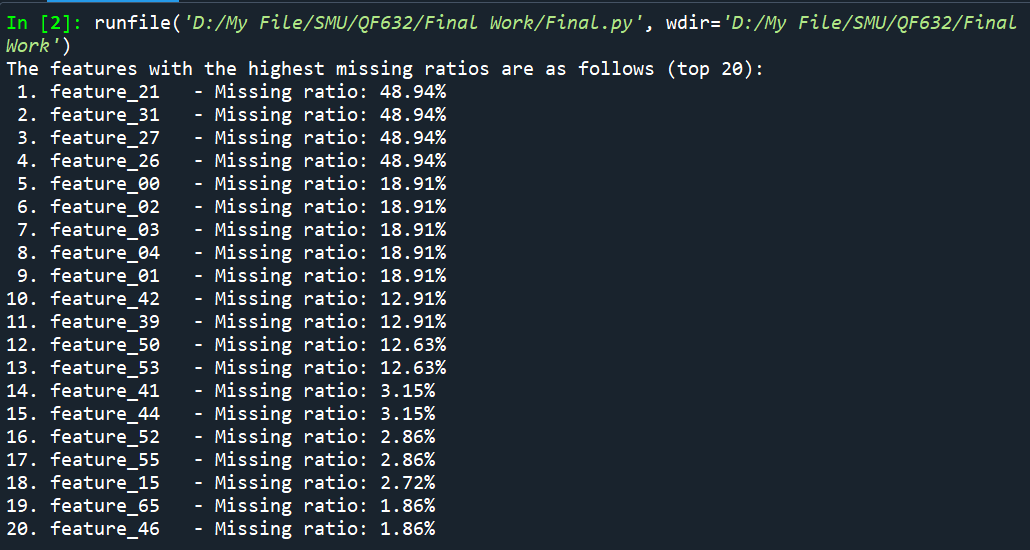 In [2]: runfile('D:/My File/SMU/QF632/Final Work/Final.py', wdir='D:/My File/SMU/QF632/Final
Work')
The features with the highest missing ratios are as follows (top 20):
 1. feature_21   - Missing ratio: 48.94%
 2. feature_31   - Missing ratio: 48.94%
 3. feature_27   - Missing ratio: 48.94%
 4. feature_26   - Missing ratio: 48.94%
 5. feature_00   - Missing ratio: 18.91%
 6. feature_02   - Missing ratio: 18.91%
 7. feature_03   - Missing ratio: 18.91%
 8. feature_04   - Missing ratio: 18.91%
 9. feature_01   - Missing ratio: 18.91%
10. feature_42   - Missing ratio: 12.91%
11. feature_39   - Missing ratio: 12.91%
12. feature_50   - Missing ratio: 12.63%
13. feature_53   - Missing ratio: 12.63%
14. feature_41   - Missing ratio: 3.15%
15. feature_44   - Missing ratio: 3.15%
16. feature_52   - Missing ratio: 2.86%
17. feature_55   - Missing ratio: 2.86%
18. feature_15   - Missing ratio: 2.72%
19. feature_65   - Missing ratio: 1.86%
20. feature_46   - Missing ratio: 1.86%